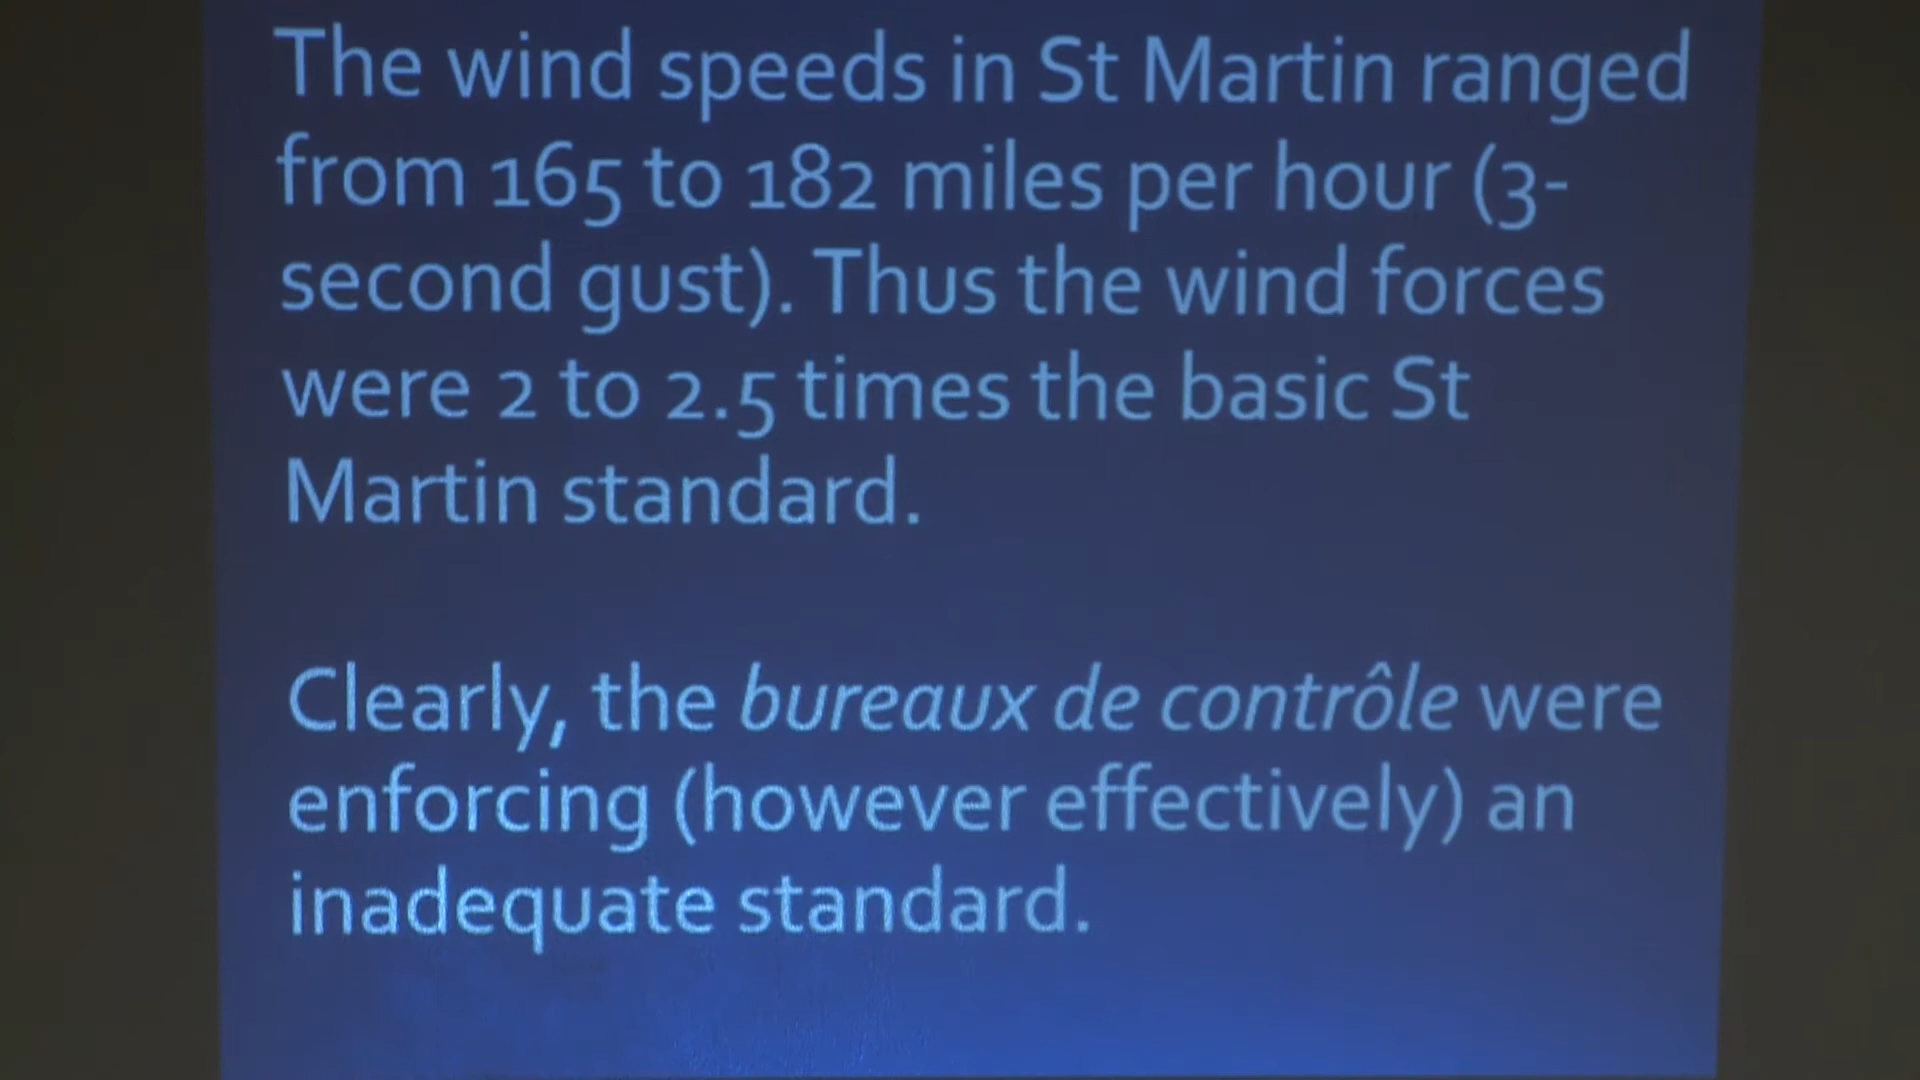 The wind speeds in St Martin ranged
from 165 to 182 miles per hour (3-
second gust). Thus the wind forces
were 2 to 2.5 times the basic St
Martin standard.
Clearly, the bureaux de contrôle were
enforcing (however effectively) an
inadequate standard.